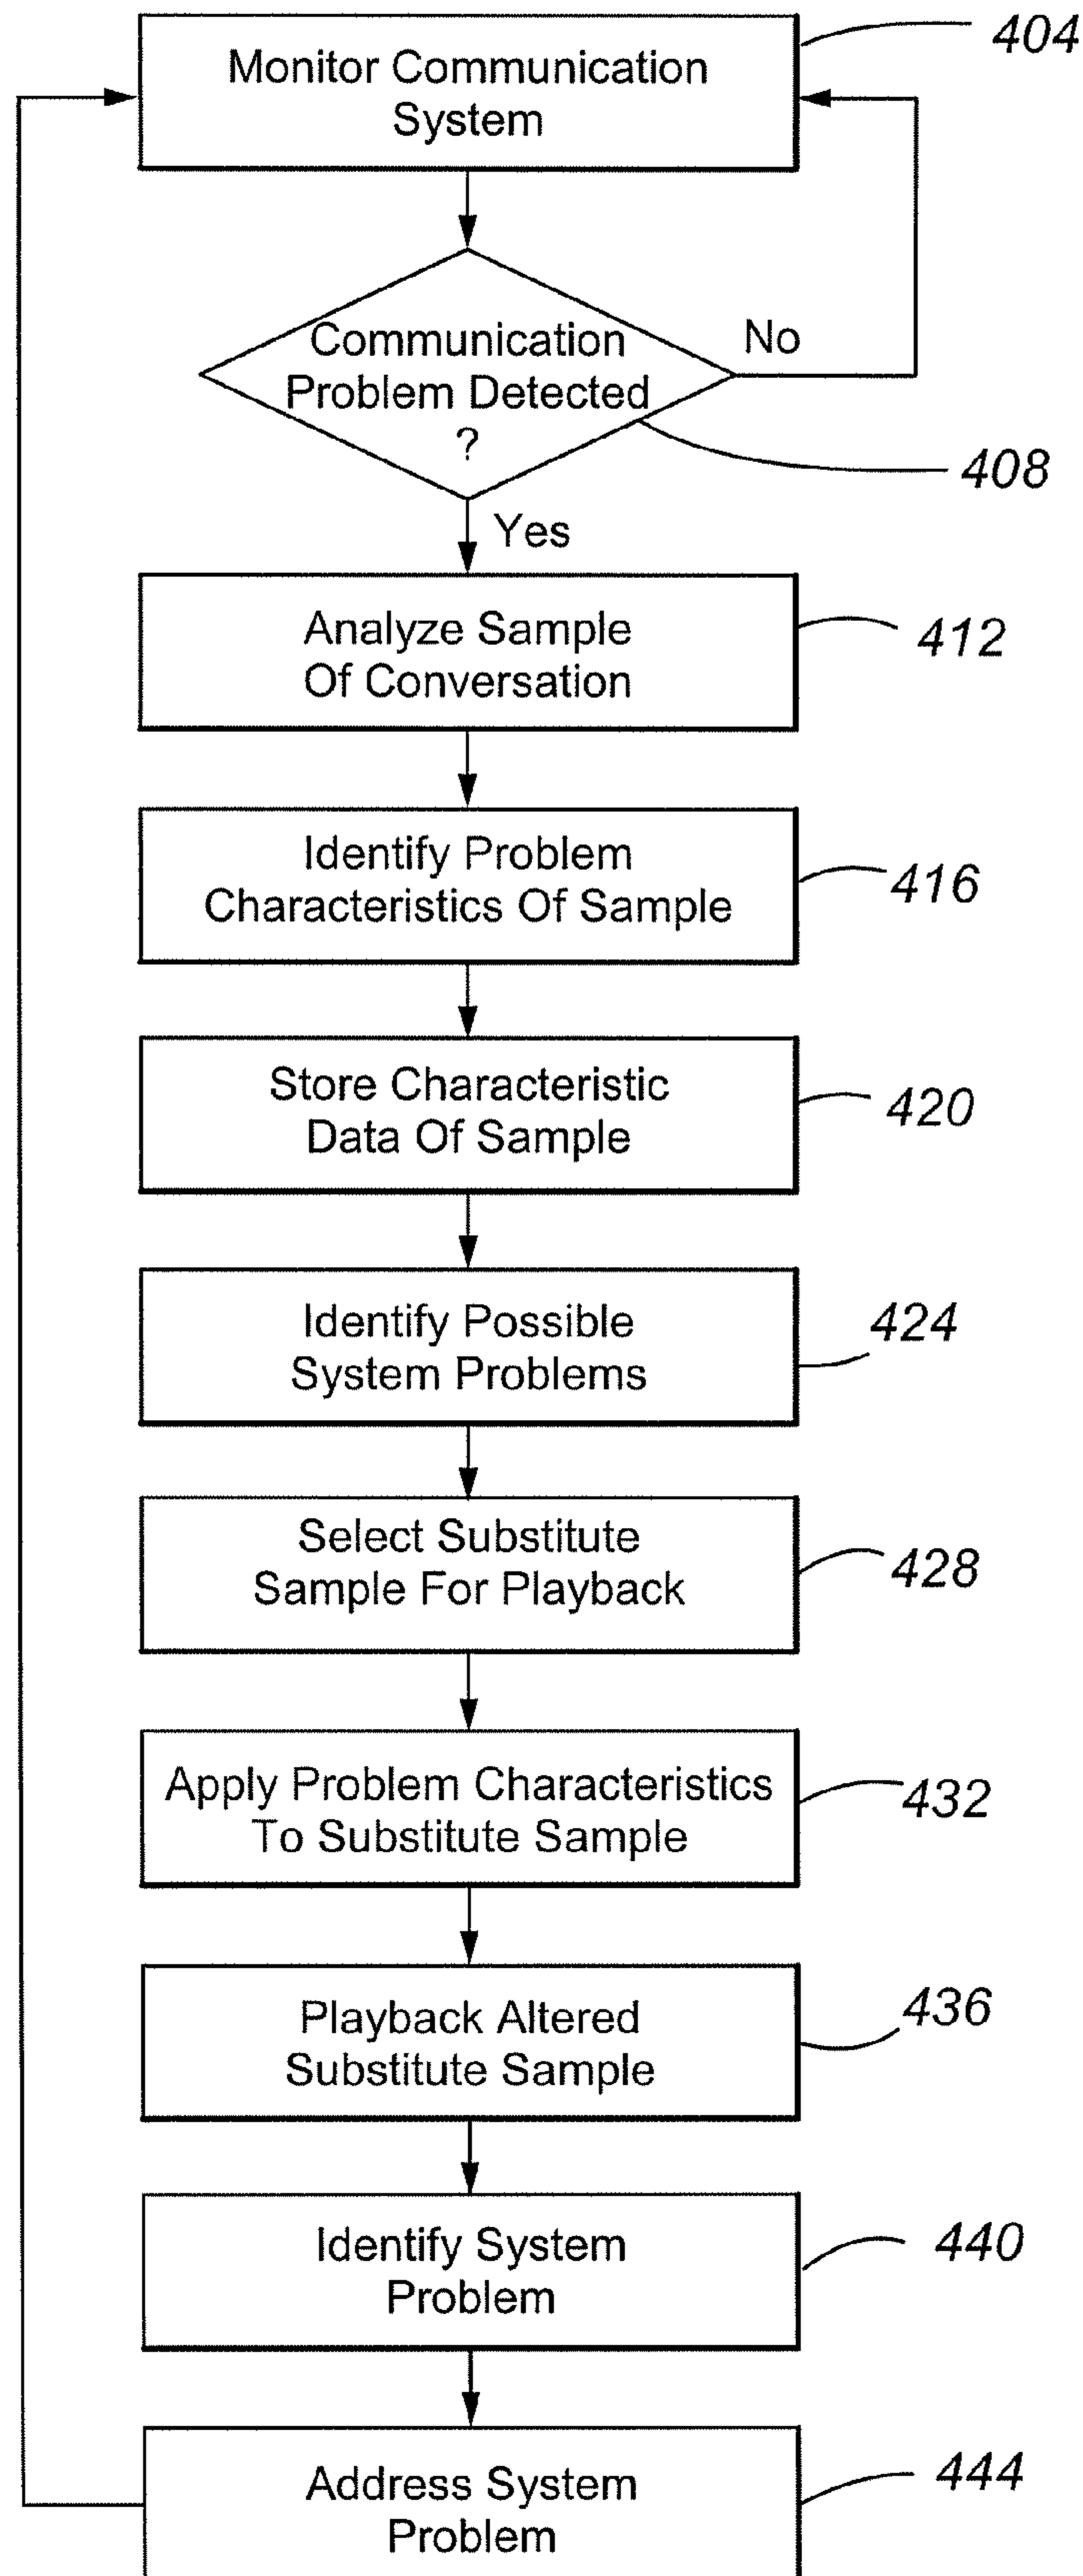 404
Monitor Communication
System
Communication
Problem Detected
?
No
408
Yes
Analyze Sample
Of Conversation
412
Identify Problem
Characteristics Of Sample
416
Store Characteristic
Data Of Sample
420
Identify Possible
System Problems
424
Select Substitute
Sample For Playback
428
Apply Problem Characteristics
To Substitute Sample
432
Playback Altered
Substitute Sample
436
Identify System
Problem
440
Address System
Problem
444